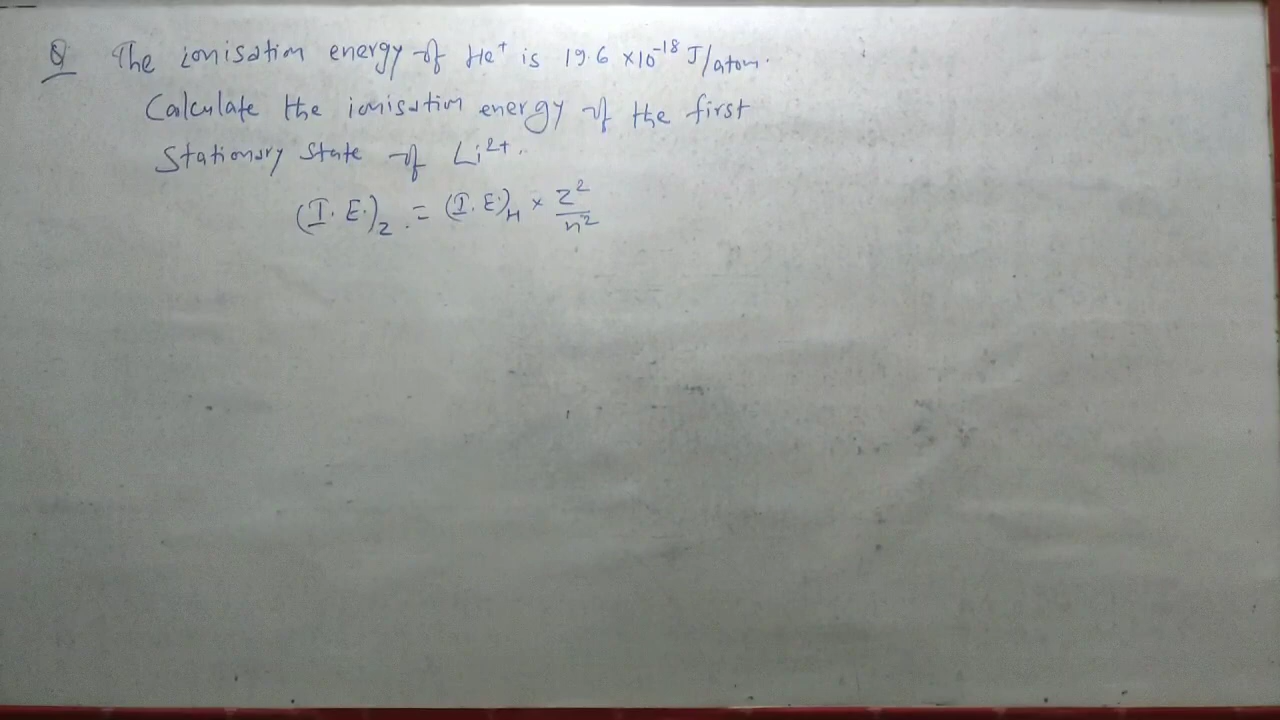 Q The ionisation energy of He⁺ is 19.6 ×10⁻¹⁸ J/atom.
Calculate the ionisation energy of the first
Stationary State of Li²⁺.
(I.E.)₂ = (I.E)H × Z²/n²